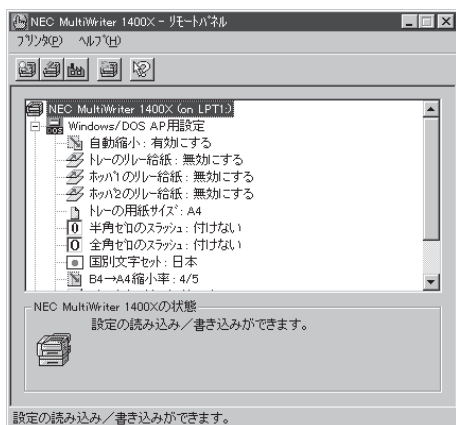 NEC MultiWriter 1400X - リモートパネル
プリンタ(P) ヘルプ(H)
NEC MultiWriter 1400X (on LPT1:)
DOS
Windows/DOS AP用設定
自動縮小 : 有効にする
トレーのリレー給紙 : 無効にする
ホッパ1のリレー給紙 : 無効にする
ホッパ2のリレー給紙 : 無効にする
トレーの用紙サイズ : A4
半角ゼロのスラッシュ : 付けない
全角ゼロのスラッシュ : 付けない
国別文字セット : 日本
B4→A4縮小率 : 4/5
NEC MultiWriter 1400Xの状態
設定の読み込み／書き込みができます。
設定の読み込み／書き込みができます。